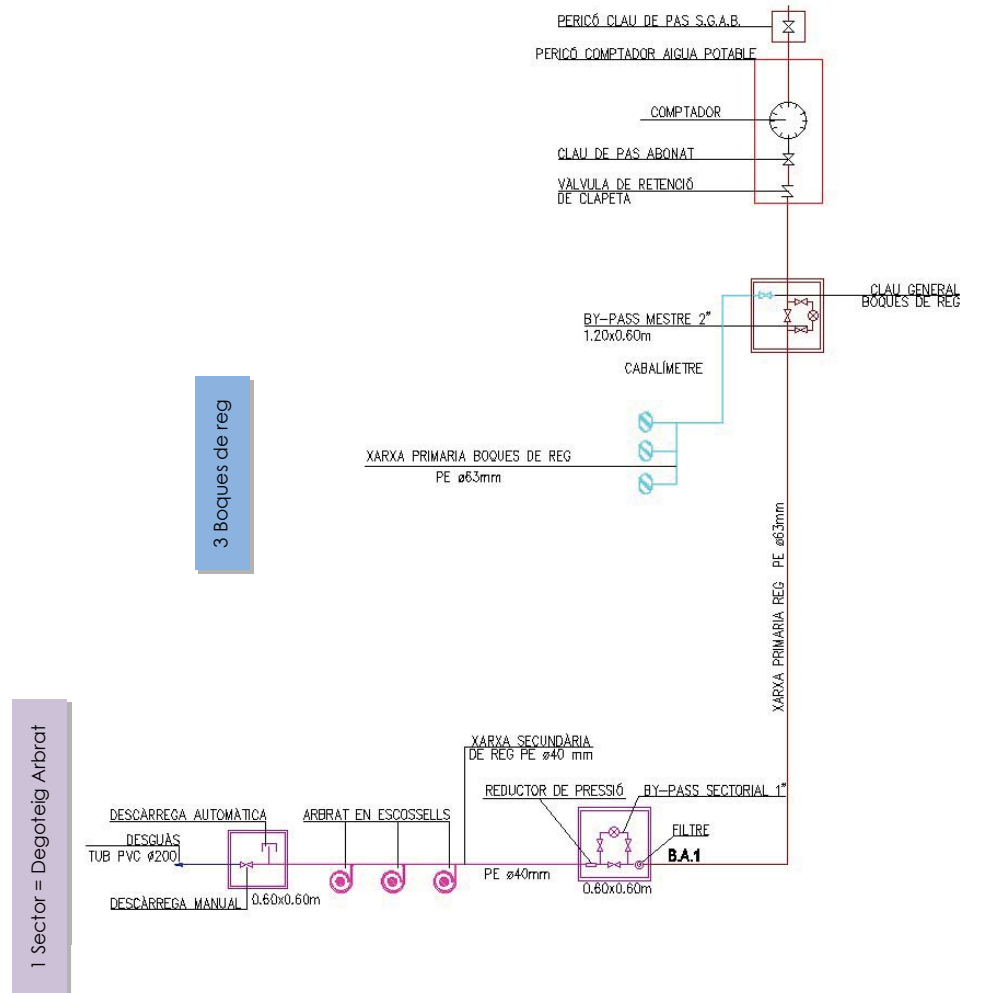 PERICÓ CLAU DE PAS S.G.A.B.
PERICÓ COMPTADOR AIGUA POTABLE
COMPTADOR
CLAU DE PAS ABONAT
VÀLVULA DE RETENCIÓ
DE CLAPETA
CLAU GENERAL
BOQUES DE REG
BY-PASS MESTRE 2"
1.20x0.60m
CABALÍMETRE
3 Boques de reg
XARXA PRIMARIA BOQUES DE REG
PE ø63mm
XARXA PRIMARIA REG PE ø63mm
1 Sector = Degoteig Arbrat
XARXA SECUNDÀRIA
DE REG PE ø40 mm
REDUCTOR DE PRESSIÓ
BY-PASS SECTORIAL 1"
DESCÀRREGA AUTOMÀTICA
ARBRAT EN ESCOSSELLS
FILTRE
DESGUÀS
TUB PVC ø200
B.A.1
PE ø40mm
0.60x0.60m
DESCÀRREGA MANUAL
0.60x0.60m